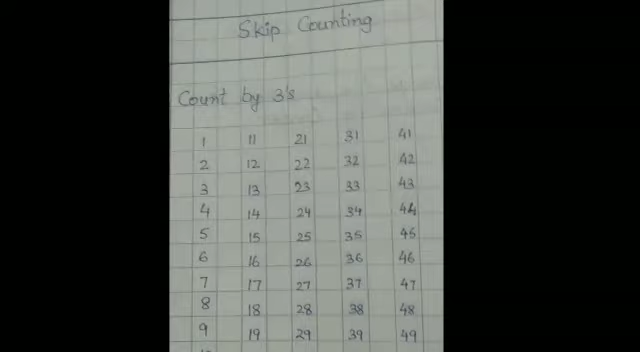 Skip Counting
Count by 3's
1 11 21 31 41
2 12 22 32 42
3 13 23 33 43
4 14 24 34 44
5 15 25 35 45
6 16 26 36 46
7 17 27 37 47
8 18 28 38 48
9 19 29 39 49